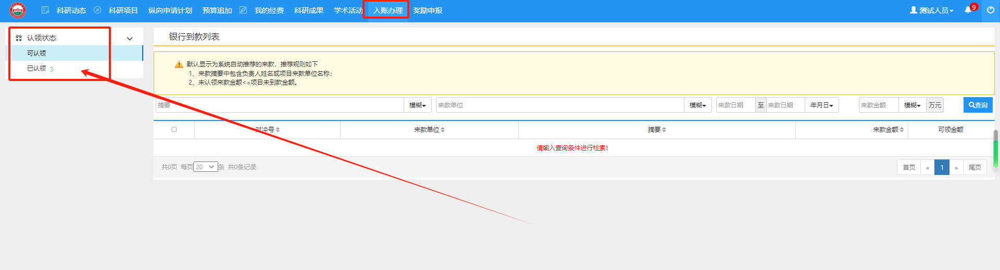 科研动态 科研项目 纵向申请计划 预算追加 我的经费 科研成果 学术活动 入账办理 奖励申报 测试人员 9
认领状态
可认领
已认领 3
银行到款列表
默认显示为系统自动推荐的来款，推荐规则如下
1、来款摘要中包含负责人姓名或项目来款单位名称；
2、未认领来款金额<=项目未到款金额。
摘要 模糊 来款单位 模糊 来款日期 至 来款日期 年月日 来款金额 模糊 万元 查询
对冲号 来款单位 摘要 来款金额 可领金额
请输入查询条件进行检索！
共0页 每页 20 条 共0条记录 首页 « 1 » 尾页